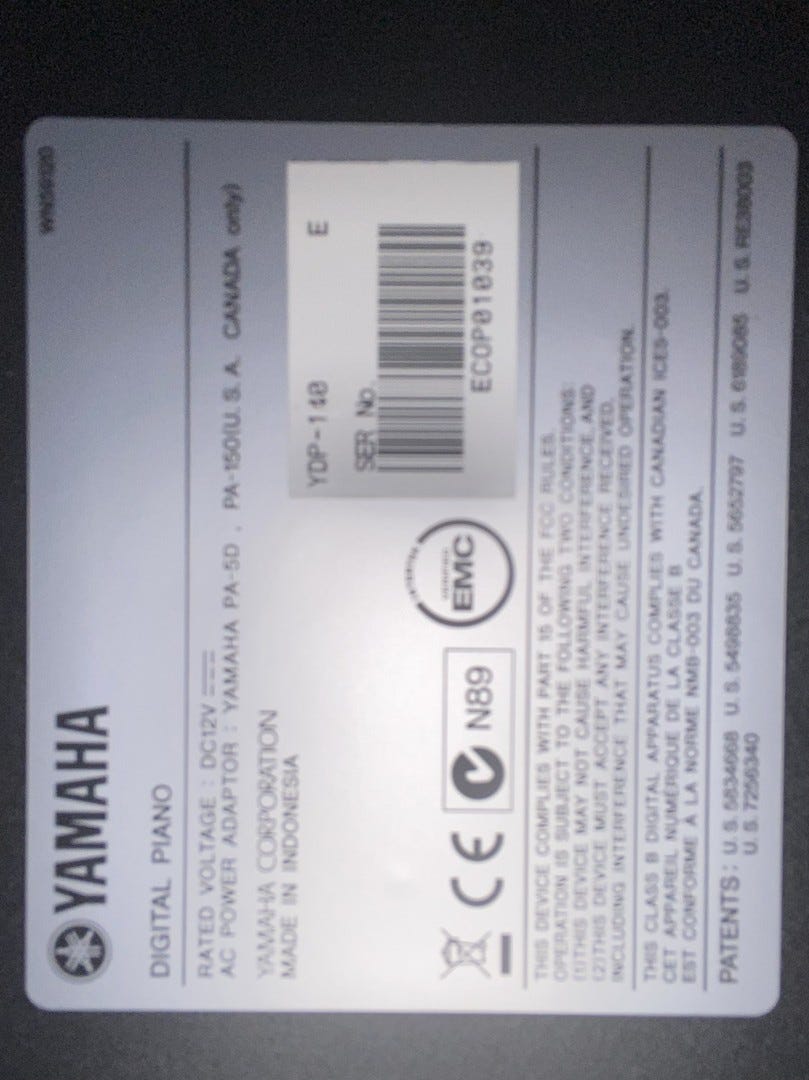 YAMAHA
DIGITAL PIANO
RATED VOLTAGE : DC12V
AC POWER ADAPTOR : YAMAHA PA-5D , PA-150(U. S. A. CANADA only)
YAMAHA CORPORATION
MADE IN INDONESIA
YDP-140 E
SER No.
ECOP01039
CE N89 EMC
THIS DEVICE COMPLIES WITH PART 15 OF THE FCC RULES.
OPERATION IS SUBJECT TO THE FOLLOWING TWO CONDITIONS:
(1)THIS DEVICE MAY NOT CAUSE HARMFUL INTERFERENCE, AND
(2)THIS DEVICE MUST ACCEPT ANY INTERFERENCE RECEIVED,
INCLUDING INTERFERENCE THAT MAY CAUSE UNDESIRED OPERATION.
THIS CLASS B DIGITAL APPARATUS COMPLIES WITH CANADIAN ICES-003.
CET APPAREIL NUMÉRIQUE DE LA CLASSE B
EST CONFORME À LA NORME NMB-003 DU CANADA.
PATENTS : U. S. 5634668 U. S. 5498835 U. S. 5652797 U. S. 6189085 U. S. RE38003
U. S. 7256340